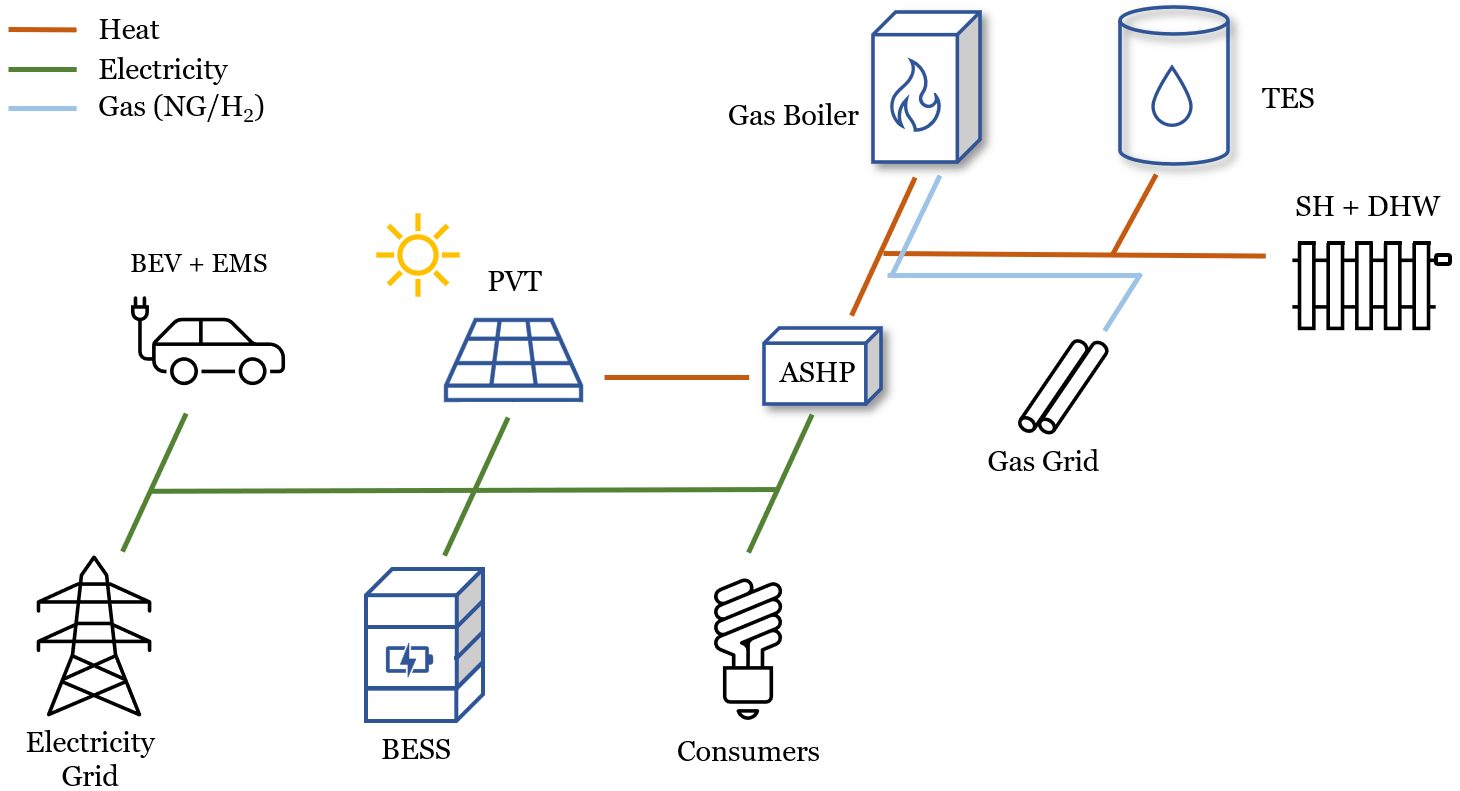 Heat
Electricity
Gas (NG/H₂)
Gas Boiler
TES
SH + DHW
BEV + EMS
PVT
ASHP
Gas Grid
Electricity
Grid
BESS
Consumers